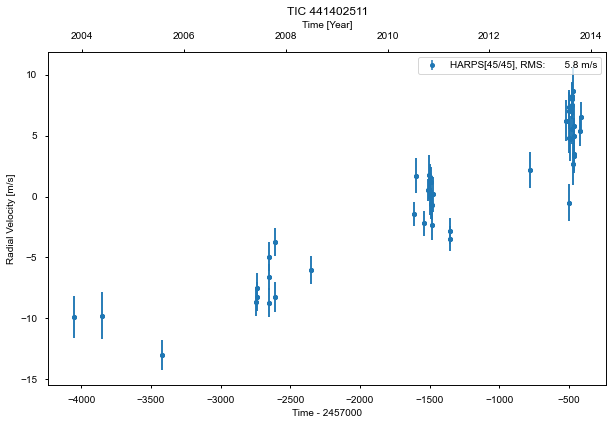 TIC 441402511
Time [Year]
2004 2006 2008 2010 2012 2014
HARPS[45/45], RMS: 5.8 m/s
Radial Velocity [m/s]
10
5
0
−5
−10
−15
−4000 −3500 −3000 −2500 −2000 −1500 −1000 −500
Time - 2457000